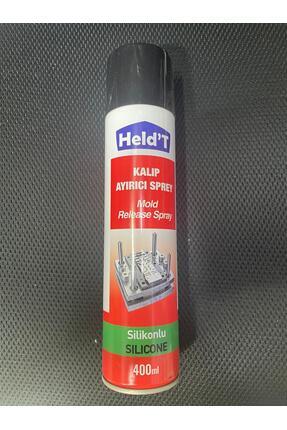 Held'T
KALIP
AYIRICI SPREY
Mold
Release Spray
Silikonlu
SILICONE
400ml